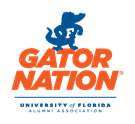 F
GATOR
NATION®
UNIVERSITY of FLORIDA
ALUMNI ASSOCIATION